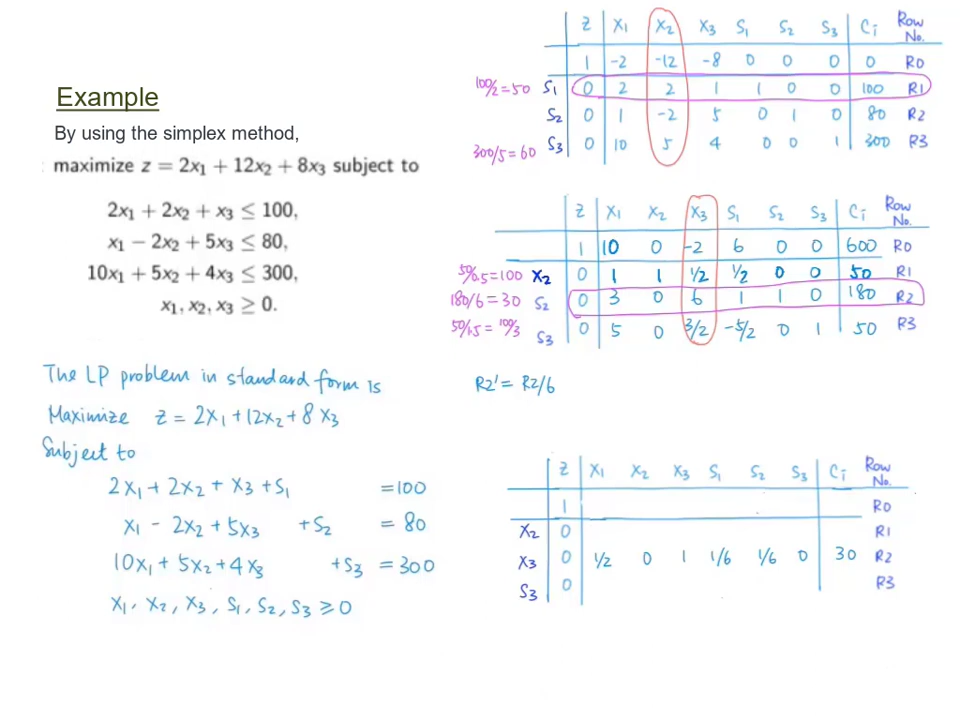 Example
By using the simplex method,
maximize z = 2x₁ + 12x₂ + 8x₃ subject to
2x₁ + 2x₂ + x₃ ≤ 100,
x₁ − 2x₂ + 5x₃ ≤ 80,
10x₁ + 5x₂ + 4x₃ ≤ 300,
x₁, x₂, x₃ ≥ 0.
The LP problem in standard form is
Maximize z = 2x₁ + 12x₂ + 8x₃
Subject to
2x₁ + 2x₂ + x₃ + S₁ = 100
x₁ − 2x₂ + 5x₃ + S₂ = 80
10x₁ + 5x₂ + 4x₃ + S₃ = 300
x₁, x₂, x₃, S₁, S₂, S₃ ≥ 0
Z x₁ x₂ x₃ S₁ S₂ S₃ Ci Row No.
1 -2 -12 -8 0 0 0 0 R0
100/2=50 S₁ 0 2 2 1 1 0 0 100 R1
S₂ 0 1 -2 5 0 1 0 80 R2
300/5=60 S₃ 0 10 5 4 0 0 1 300 R3
Z x₁ x₂ x₃ S₁ S₂ S₃ Ci Row No.
1 10 0 -2 6 0 0 600 R0
50/.5=100 x₂ 0 1 1 1/2 1/2 0 0 50 R1
180/6=30 S₂ 0 3 0 6 1 1 0 180 R2
50/1.5=100/3 S₃ 0 5 0 3/2 -5/2 0 1 50 R3
R2' = R2/6
Z x₁ x₂ x₃ S₁ S₂ S₃ Ci Row No.
1 R0
x₂ 0 R1
x₃ 0 1/2 0 1 1/6 1/6 0 30 R2
S₃ 0 R3